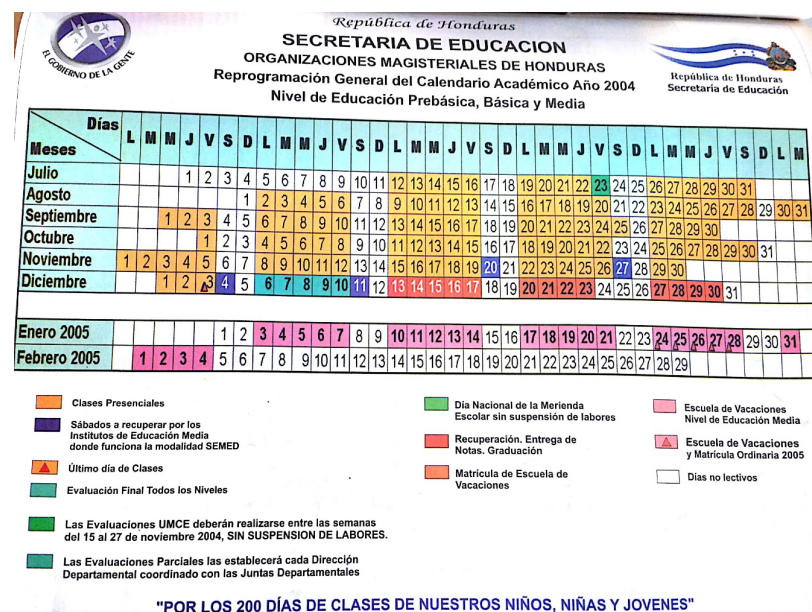 República de Honduras
SECRETARIA DE EDUCACION
ORGANIZACIONES MAGISTERIALES DE HONDURAS
Reprogramación General del Calendario Académico Año 2004
Nivel de Educación Prebásica, Básica y Media
EL GOBIERNO DE LA GENTE
República de Honduras
Secretaría de Educación
Días
Meses
L M M J V S D L M M J V S D L M M J V S D L M M J V S D L M M J V S D L M
Julio 1 2 3 4 5 6 7 8 9 10 11 12 13 14 15 16 17 18 19 20 21 22 23 24 25 26 27 28 29 30 31
Agosto 1 2 3 4 5 6 7 8 9 10 11 12 13 14 15 16 17 18 19 20 21 22 23 24 25 26 27 28 29 30 31
Septiembre 1 2 3 4 5 6 7 8 9 10 11 12 13 14 15 16 17 18 19 20 21 22 23 24 25 26 27 28 29 30
Octubre 1 2 3 4 5 6 7 8 9 10 11 12 13 14 15 16 17 18 19 20 21 22 23 24 25 26 27 28 29 30 31
Noviembre 1 2 3 4 5 6 7 8 9 10 11 12 13 14 15 16 17 18 19 20 21 22 23 24 25 26 27 28 29 30
Diciembre 1 2 3 4 5 6 7 8 9 10 11 12 13 14 15 16 17 18 19 20 21 22 23 24 25 26 27 28 29 30 31
Enero 2005 1 2 3 4 5 6 7 8 9 10 11 12 13 14 15 16 17 18 19 20 21 22 23 24 25 26 27 28 29 30 31
Febrero 2005 1 2 3 4 5 6 7 8 9 10 11 12 13 14 15 16 17 18 19 20 21 22 23 24 25 26 27 28 29
Clases Presenciales
Sábados a recuperar por los
Institutos de Educación Media
donde funciona la modalidad SEMED
Último día de Clases
Evaluación Final Todos los Niveles
Las Evaluaciones UMCE deberán realizarse entre las semanas
del 15 al 27 de noviembre 2004, SIN SUSPENSION DE LABORES.
Las Evaluaciones Parciales las establecerá cada Dirección
Departamental coordinado con las Juntas Departamentales
Día Nacional de la Merienda
Escolar sin suspensión de labores
Recuperación. Entrega de
Notas. Graduación
Matrícula de Escuela de
Vacaciones
Escuela de Vacaciones
Nivel de Educación Media
Escuela de Vacaciones
y Matrícula Ordinaria 2005
Dias no lectivos
"POR LOS 200 DÍAS DE CLASES DE NUESTROS NIÑOS, NIÑAS Y JOVENES"